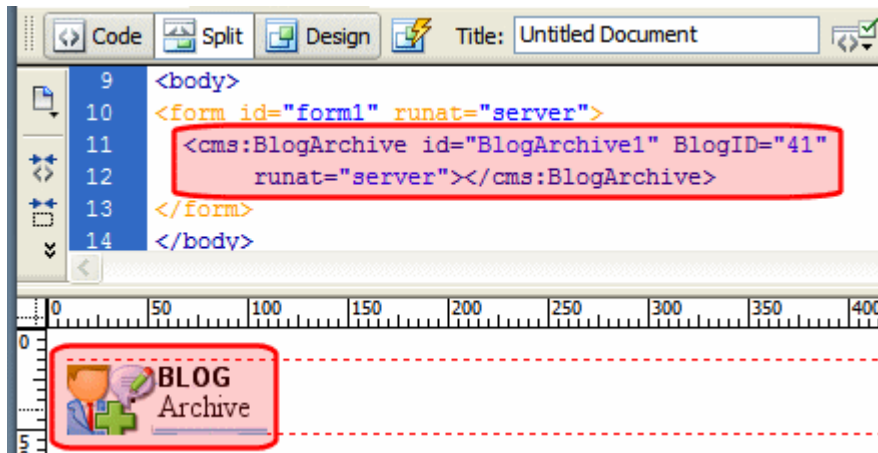 Code Split Design Title: Untitled Document
9 <body>
10 <form id="form1" runat="server">
11 <cms:BlogArchive id="BlogArchive1" BlogID="41"
12 runat="server"></cms:BlogArchive>
13 </form>
14 </body>
0 50 100 150 200 250 300 350 400
0
BLOG
Archive
5